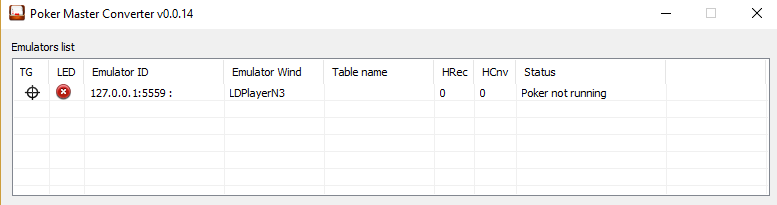 Poker Master Converter v0.0.14
Emulators list
TG LED Emulator ID Emulator Wind Table name HRec HCnv Status
127.0.0.1:5559 : LDPlayerN3 0 0 Poker not running